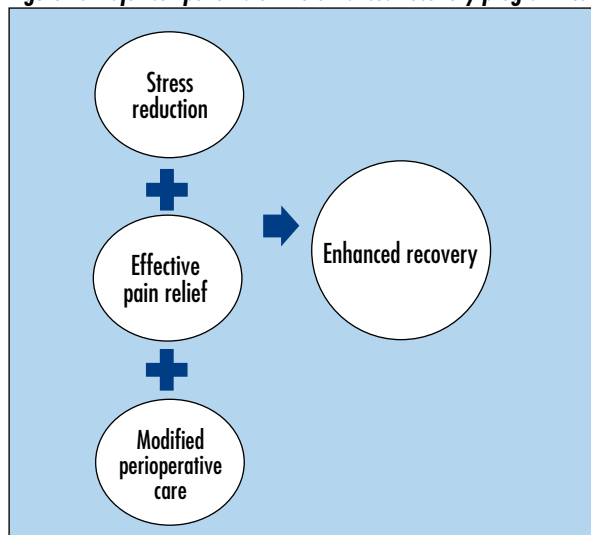 Stress
reduction
Effective
pain relief
Modified
perioperative
care
Enhanced recovery